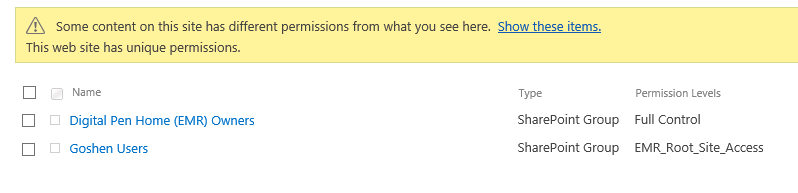 Some content on this site has different permissions from what you see here. Show these items.
This web site has unique permissions.
Name Type Permission Levels
Digital Pen Home (EMR) Owners SharePoint Group Full Control
Goshen Users SharePoint Group EMR_Root_Site_Access